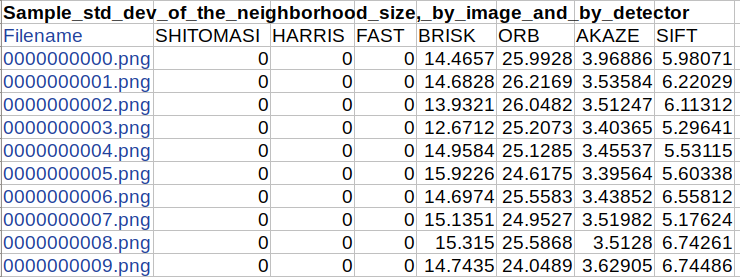 Sample_std_dev_of_the_neighborhood_size,_by_image_and_by_detector
Filename SHITOMASI HARRIS FAST BRISK ORB AKAZE SIFT
0000000000.png 0 0 0 14.4657 25.9928 3.96886 5.98071
0000000001.png 0 0 0 14.6828 26.2169 3.53584 6.22029
0000000002.png 0 0 0 13.9321 26.0482 3.51247 6.11312
0000000003.png 0 0 0 12.6712 25.2073 3.40365 5.29641
0000000004.png 0 0 0 14.9584 25.1285 3.45537 5.53115
0000000005.png 0 0 0 15.9226 24.6175 3.39564 5.60338
0000000006.png 0 0 0 14.6974 25.5583 3.43852 6.55812
0000000007.png 0 0 0 15.1351 24.9527 3.51982 5.17624
0000000008.png 0 0 0 15.315 25.5868 3.5128 6.74261
0000000009.png 0 0 0 14.7435 24.0489 3.62905 6.74486